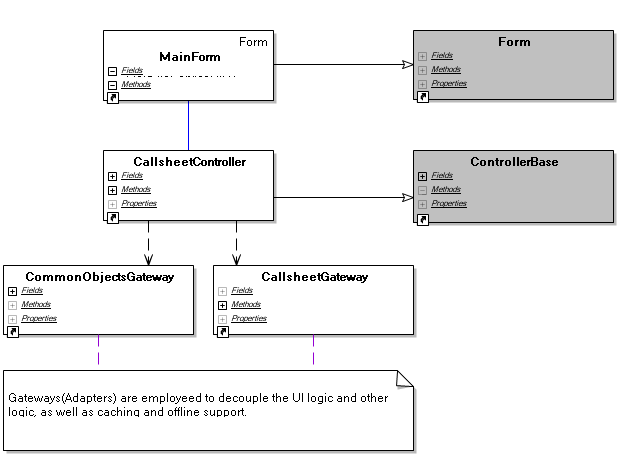 Form
MainForm
Fields
Methods
Form
Fields
Methods
Properties
CallsheetController
Fields
Methods
Properties
ControllerBase
Fields
Methods
Properties
CommonObjectsGateway
Fields
Methods
Properties
CallsheetGateway
Fields
Methods
Properties
Gateways(Adapters) are employeed to decouple the UI logic and other
logic, as well as caching and offline support.